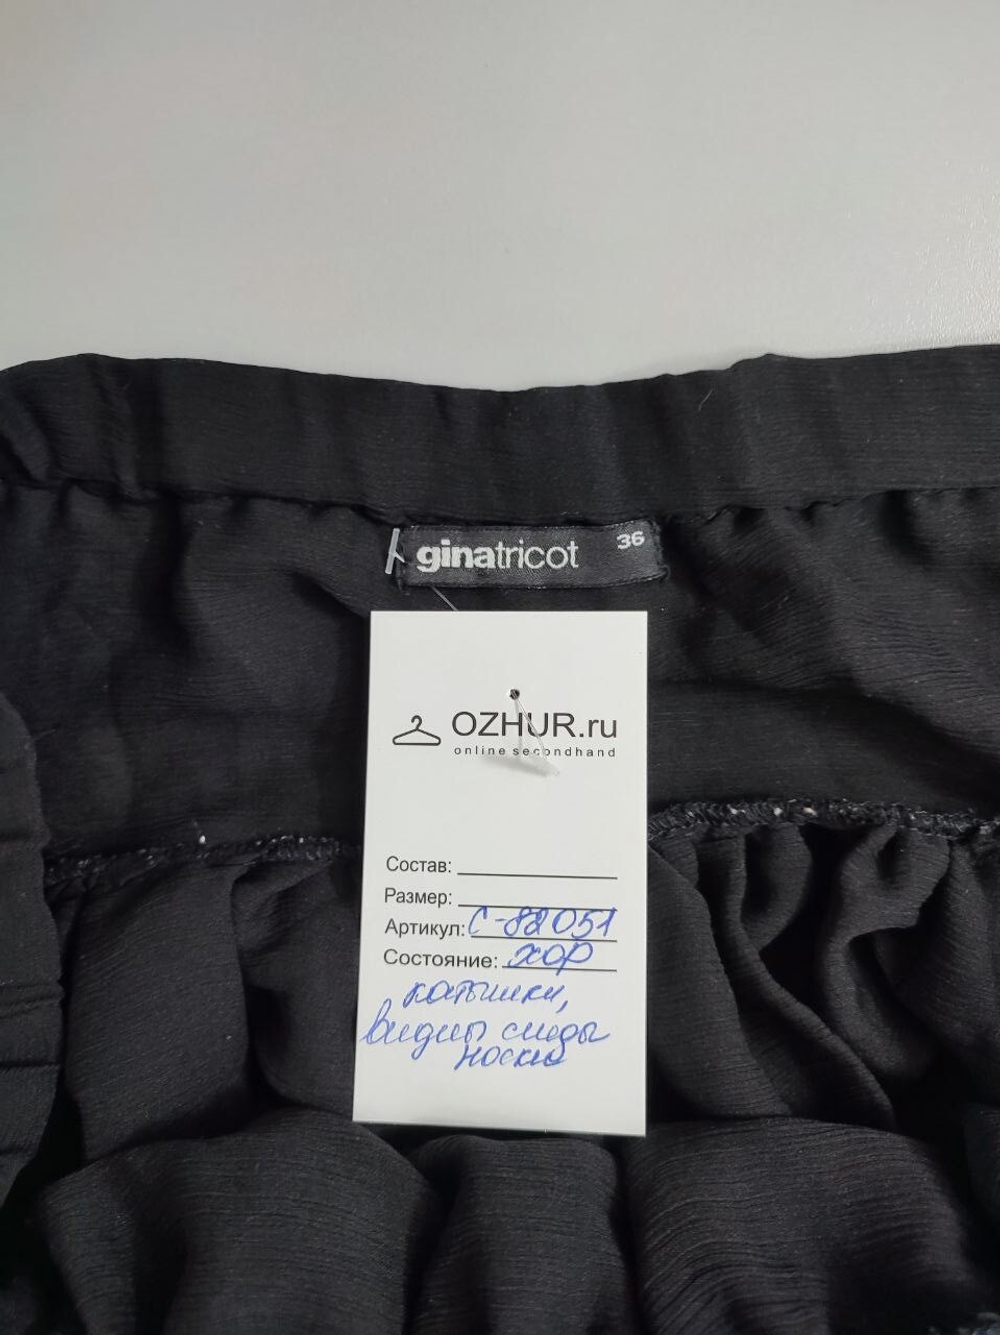 ginatricot 36
OZHUR.ru
online secondhand
Состав:
Размер:
Артикул: С-82051
Состояние: хор
катышки,
видны следы
носки